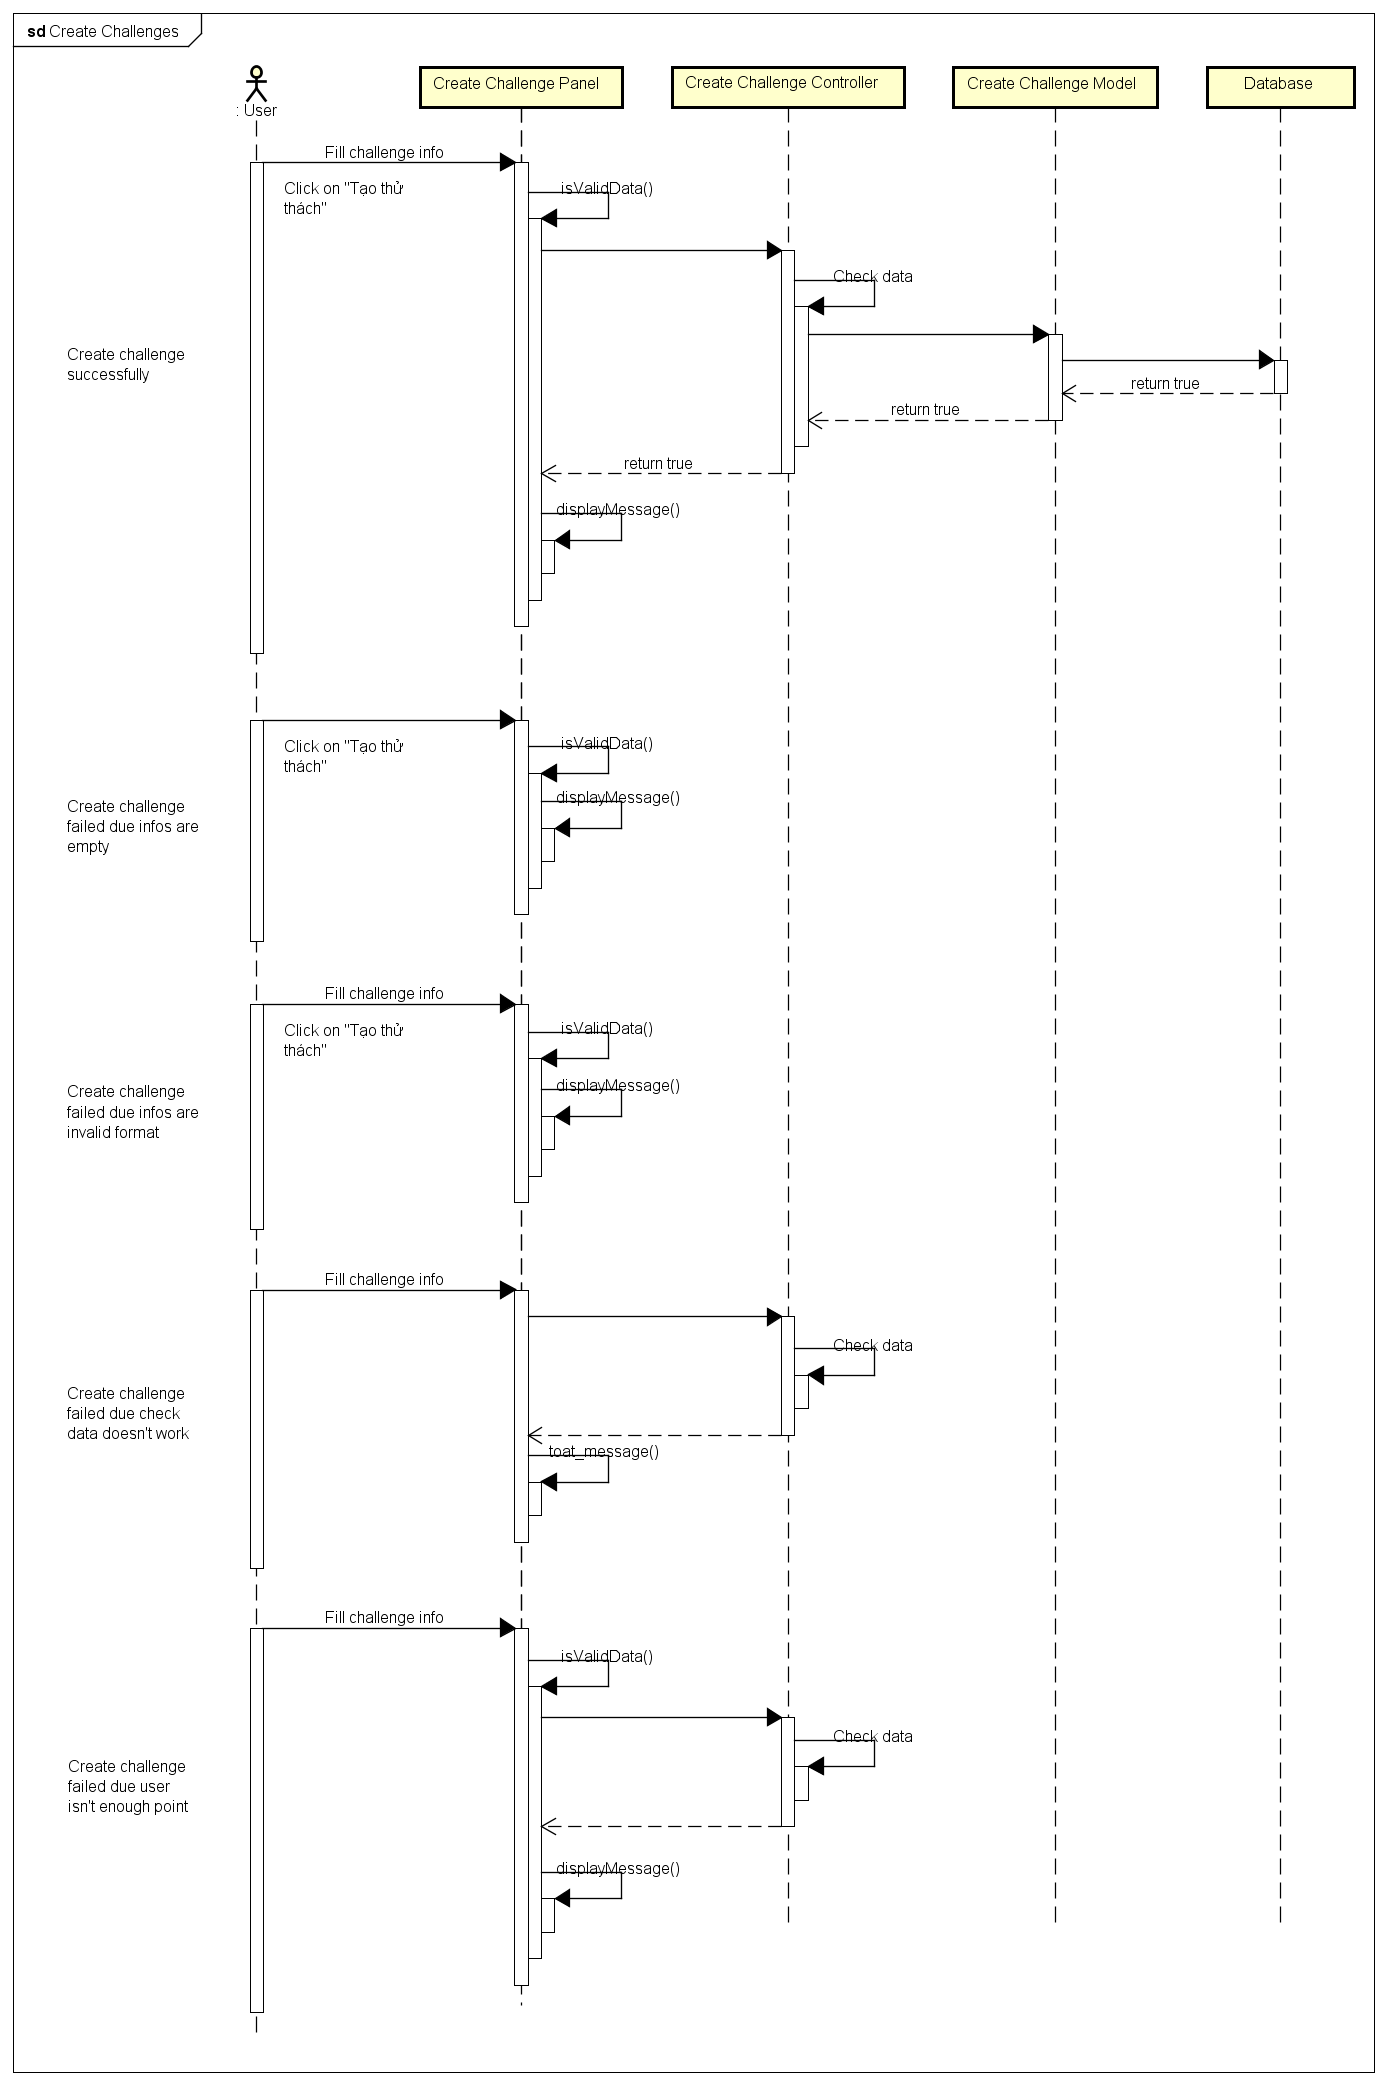 sd Create Challenges
: User
Create Challenge Panel
Create Challenge Controller
Create Challenge Model
Database
Fill challenge info
Click on "Tạo thử
thách"
isValidData()
Check data
Create challenge
successfully
return true
return true
return true
displayMessage()
Click on "Tạo thử
thách"
isValidData()
displayMessage()
Create challenge
failed due infos are
empty
Fill challenge info
Click on "Tạo thử
thách"
isValidData()
displayMessage()
Create challenge
failed due infos are
invalid format
Fill challenge info
Check data
Create challenge
failed due check
data doesn't work
toat_message()
Fill challenge info
isValidData()
Check data
Create challenge
failed due user
isn't enough point
displayMessage()